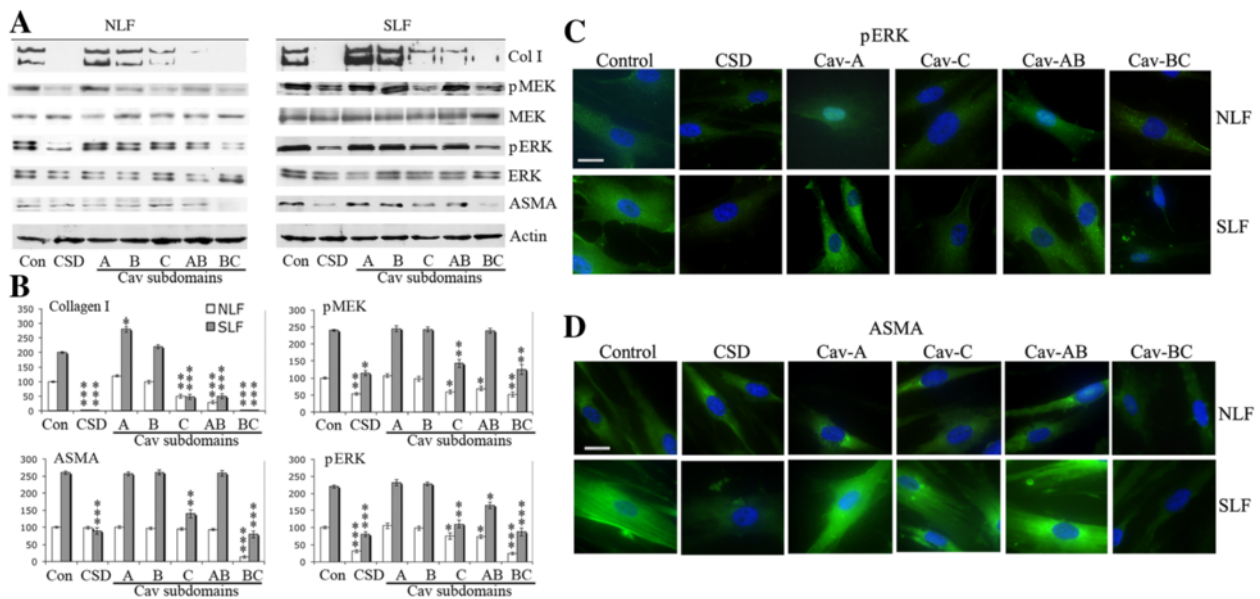 A
NLF
SLF
Col I
pMEK
MEK
pERK
ERK
ASMA
Actin
Con CSD A B C AB BC
Cav subdomains
Con CSD A B C AB BC
Cav subdomains
B
Collagen I
NLF
SLF
350
300
250
200
150
100
50
*
***
***
***
***
***
***
***
***
Con CSD A B C AB BC
Cav subdomains
pMEK
300
250
200
150
100
50
0
**
*
*
**
*
**
**
Con CSD A B C AB BC
Cav subdomains
ASMA
300
250
200
150
100
50
0
***
**
***
***
Con CSD A B C AB BC
Cav subdomains
pERK
300
250
200
150
100
50
0
***
***
*
**
*
*
***
***
Con CSD A B C AB BC
Cav subdomains
C
pERK
Control CSD Cav-A Cav-C Cav-AB Cav-BC
NLF
SLF
D
ASMA
Control CSD Cav-A Cav-C Cav-AB Cav-BC
NLF
SLF